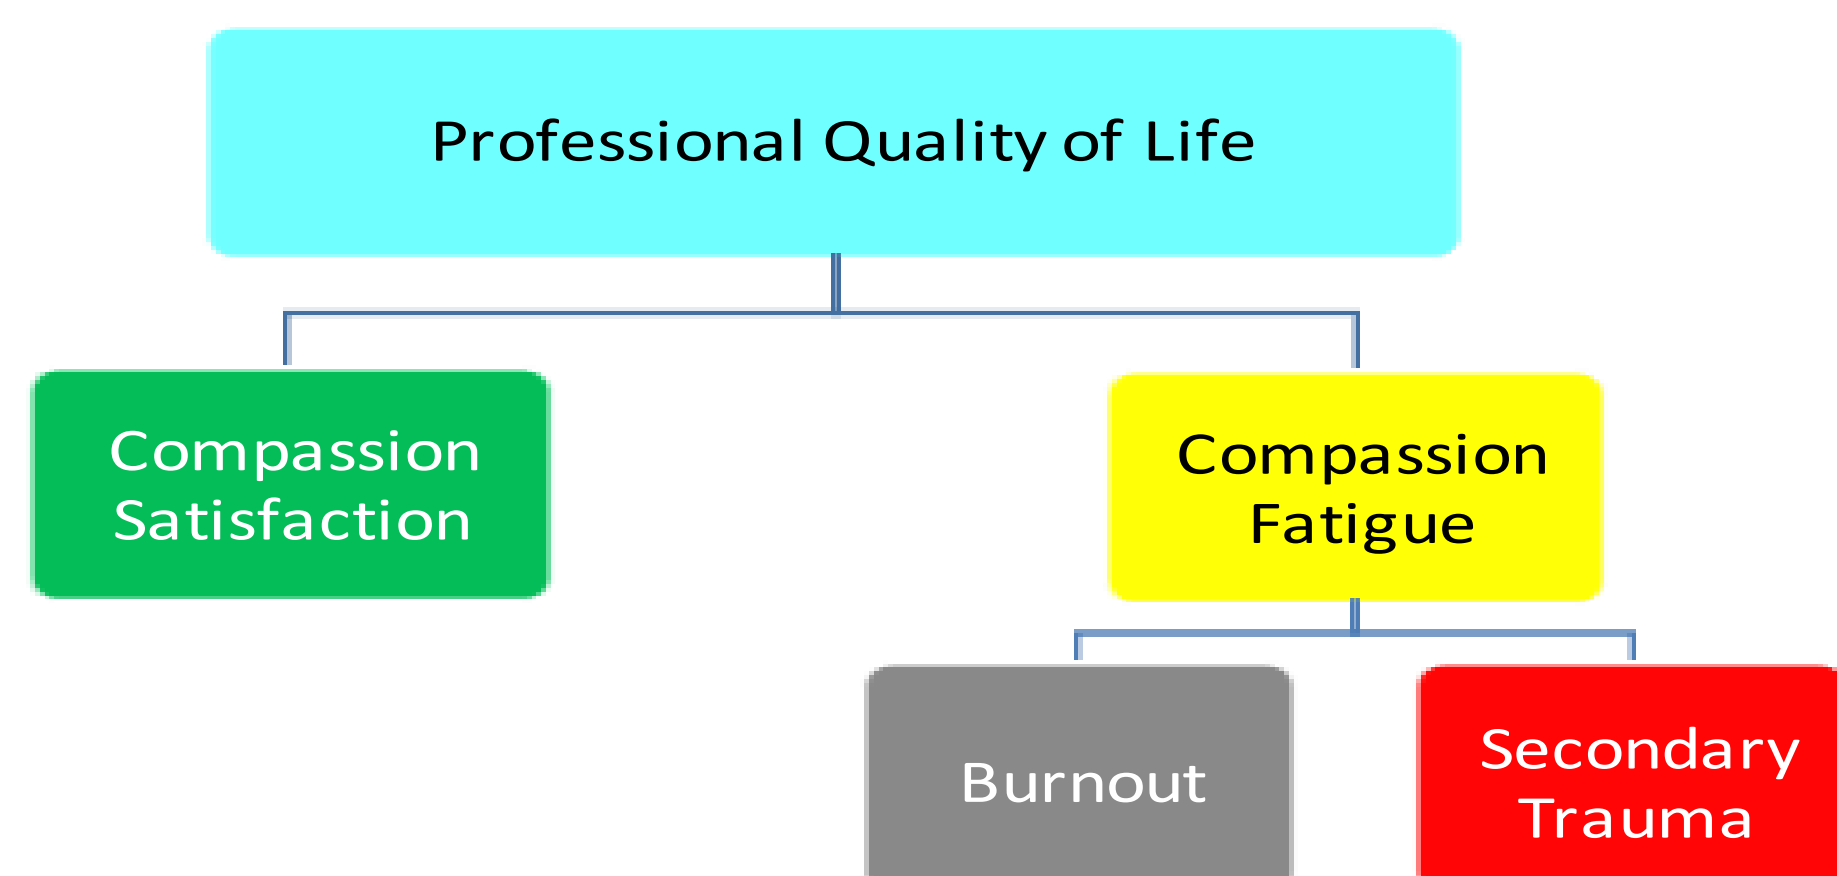 Professional Quality of Life
Compassion
Satisfaction
Compassion
Fatigue
Burnout
Secondary
Trauma